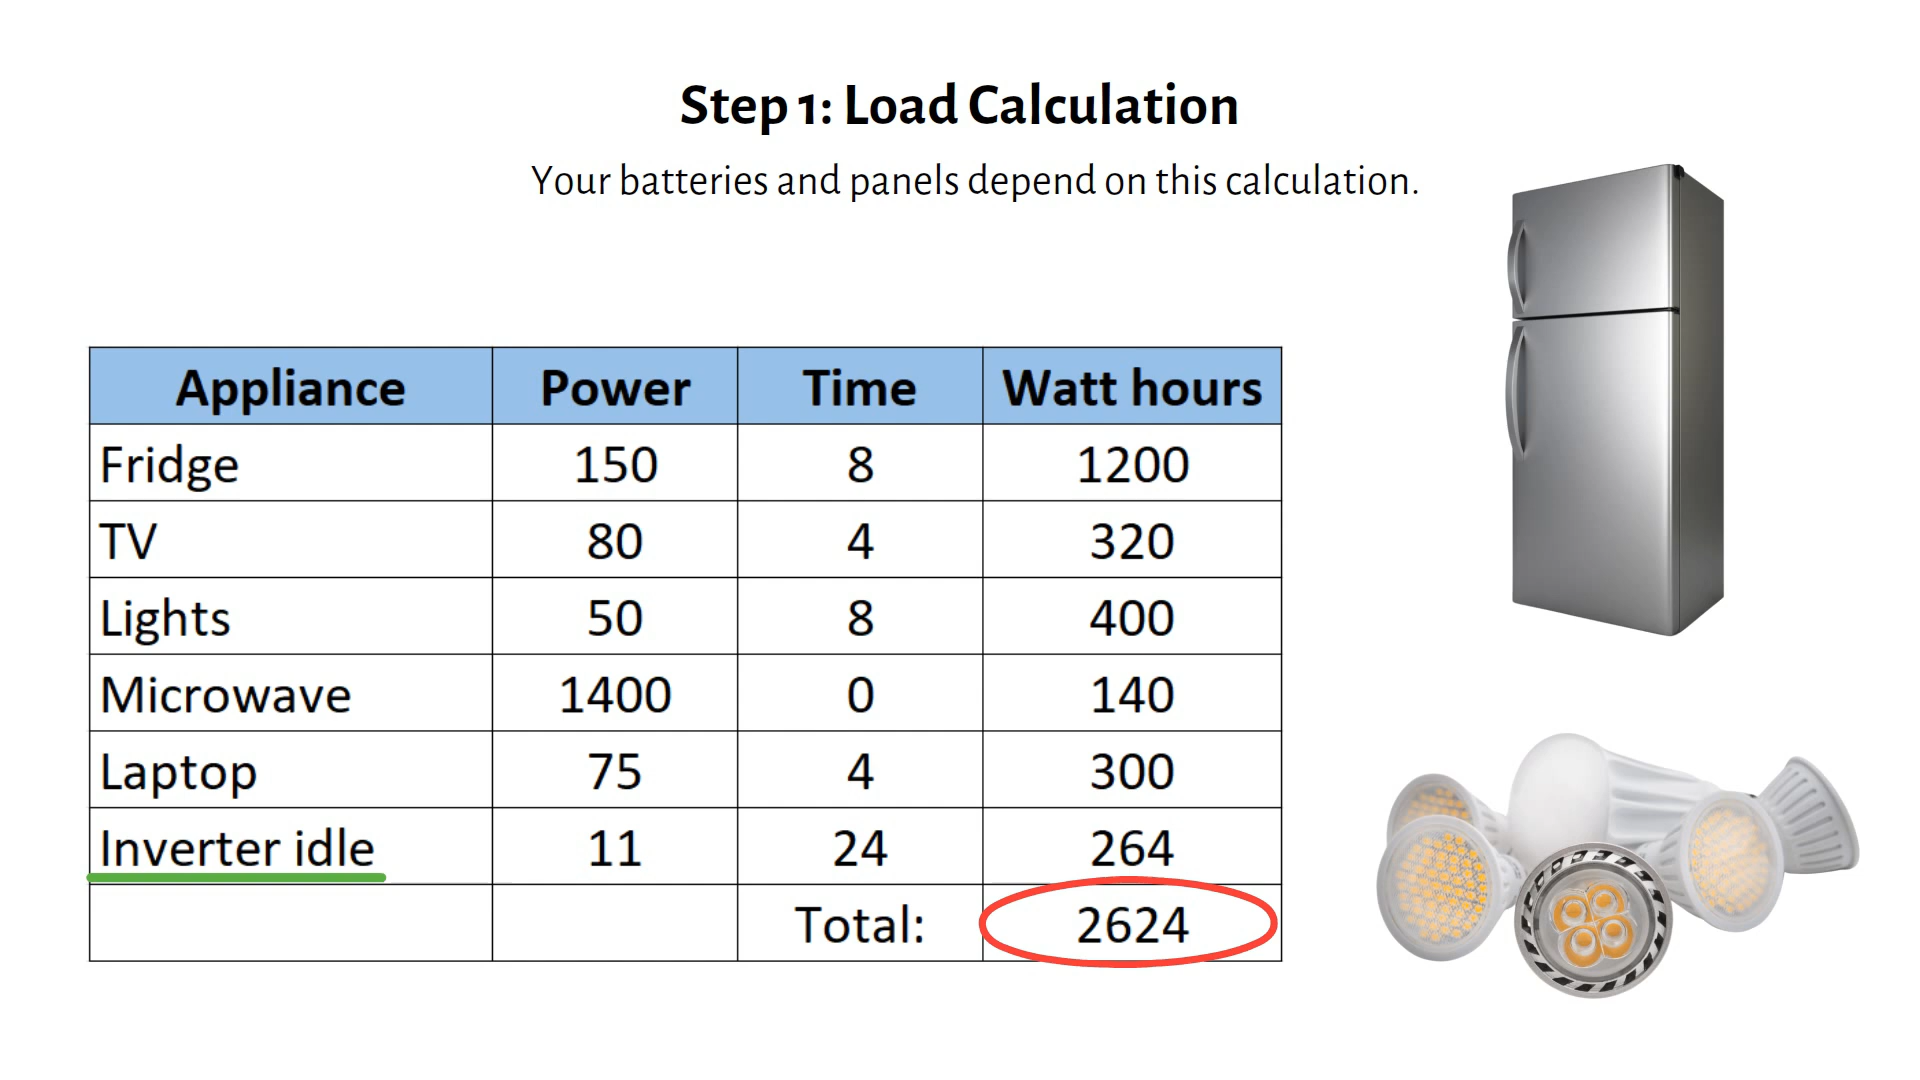 Step 1: Load Calculation
Your batteries and panels depend on this calculation.
Appliance Power Time Watt hours
Fridge 150 8 1200
TV 80 4 320
Lights 50 8 400
Microwave 1400 0 140
Laptop 75 4 300
Inverter idle 11 24 264
Total: 2624